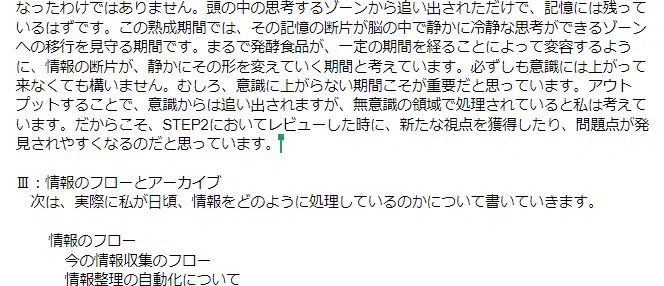 なったわけではありません。頭の中の思考するゾーンから追い出されただけで、記憶には残って
いるはずです。この熟成期間では、その記憶の断片が脳の中で静かに冷静な思考ができるゾーン
への移行を見守る期間です。まるで発酵食品が、一定の期間を経ることによって変容するよう
に、情報の断片が、静かにその形を変えていく期間と考えています。必ずしも意識には上がって
来なくても構いません。むしろ、意識に上がらない期間こそが重要だと思っています。アウト
プットすることで、意識からは追い出されますが、無意識の領域で処理されていると私は考えて
います。だからこそ、STEP2においてレビューした時に、新たな視点を獲得したり、問題点が発
見されやすくなるのだと思っています。
Ⅲ：情報のフローとアーカイブ
次は、実際に私が日頃、情報をどのように処理しているのかについて書いていきます。
情報のフロー
今の情報収集のフロー
情報整理の自動化について